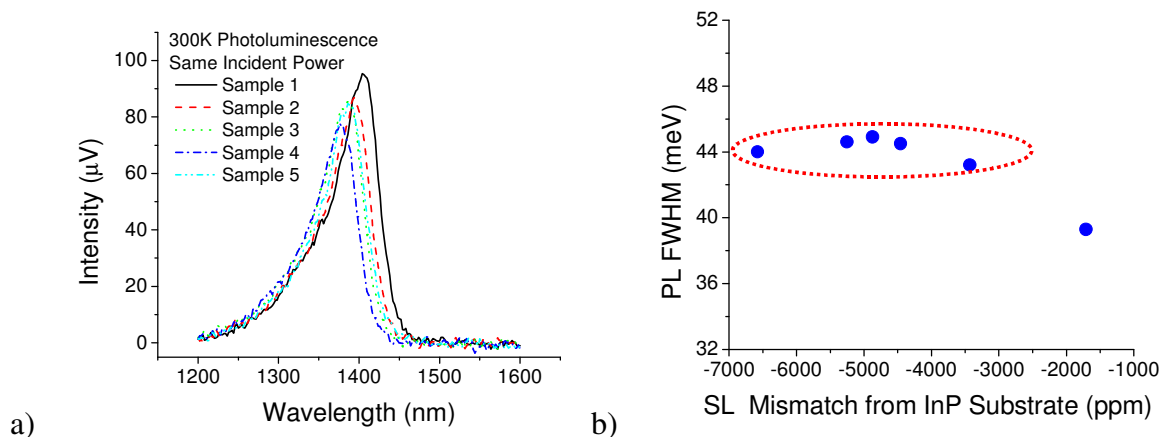 300K Photoluminescence
Same Incident Power
Sample 1
Sample 2
Sample 3
Sample 4
Sample 5
100
80
60
40
20
0
Intensity (μV)
1200 1300 1400 1500 1600
Wavelength (nm)
a)
52
48
44
40
36
32
PL FWHM (meV)
-7000 -6000 -5000 -4000 -3000 -2000 -1000
SL Mismatch from InP Substrate (ppm)
b)